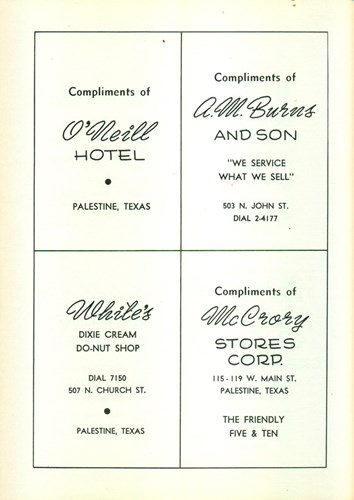 Compliments of
O'Neill
HOTEL
PALESTINE, TEXAS
Compliments of
A.M. Burns
AND SON
"WE SERVICE
WHAT WE SELL"
503 N. JOHN ST.
DIAL 2-4177
White's
DIXIE CREAM
DO-NUT SHOP
DIAL 7150
507 N. CHURCH ST.
PALESTINE, TEXAS
Compliments of
McCrory
STORES
CORP.
115-119 W. MAIN ST.
PALESTINE, TEXAS
THE FRIENDLY
FIVE & TEN